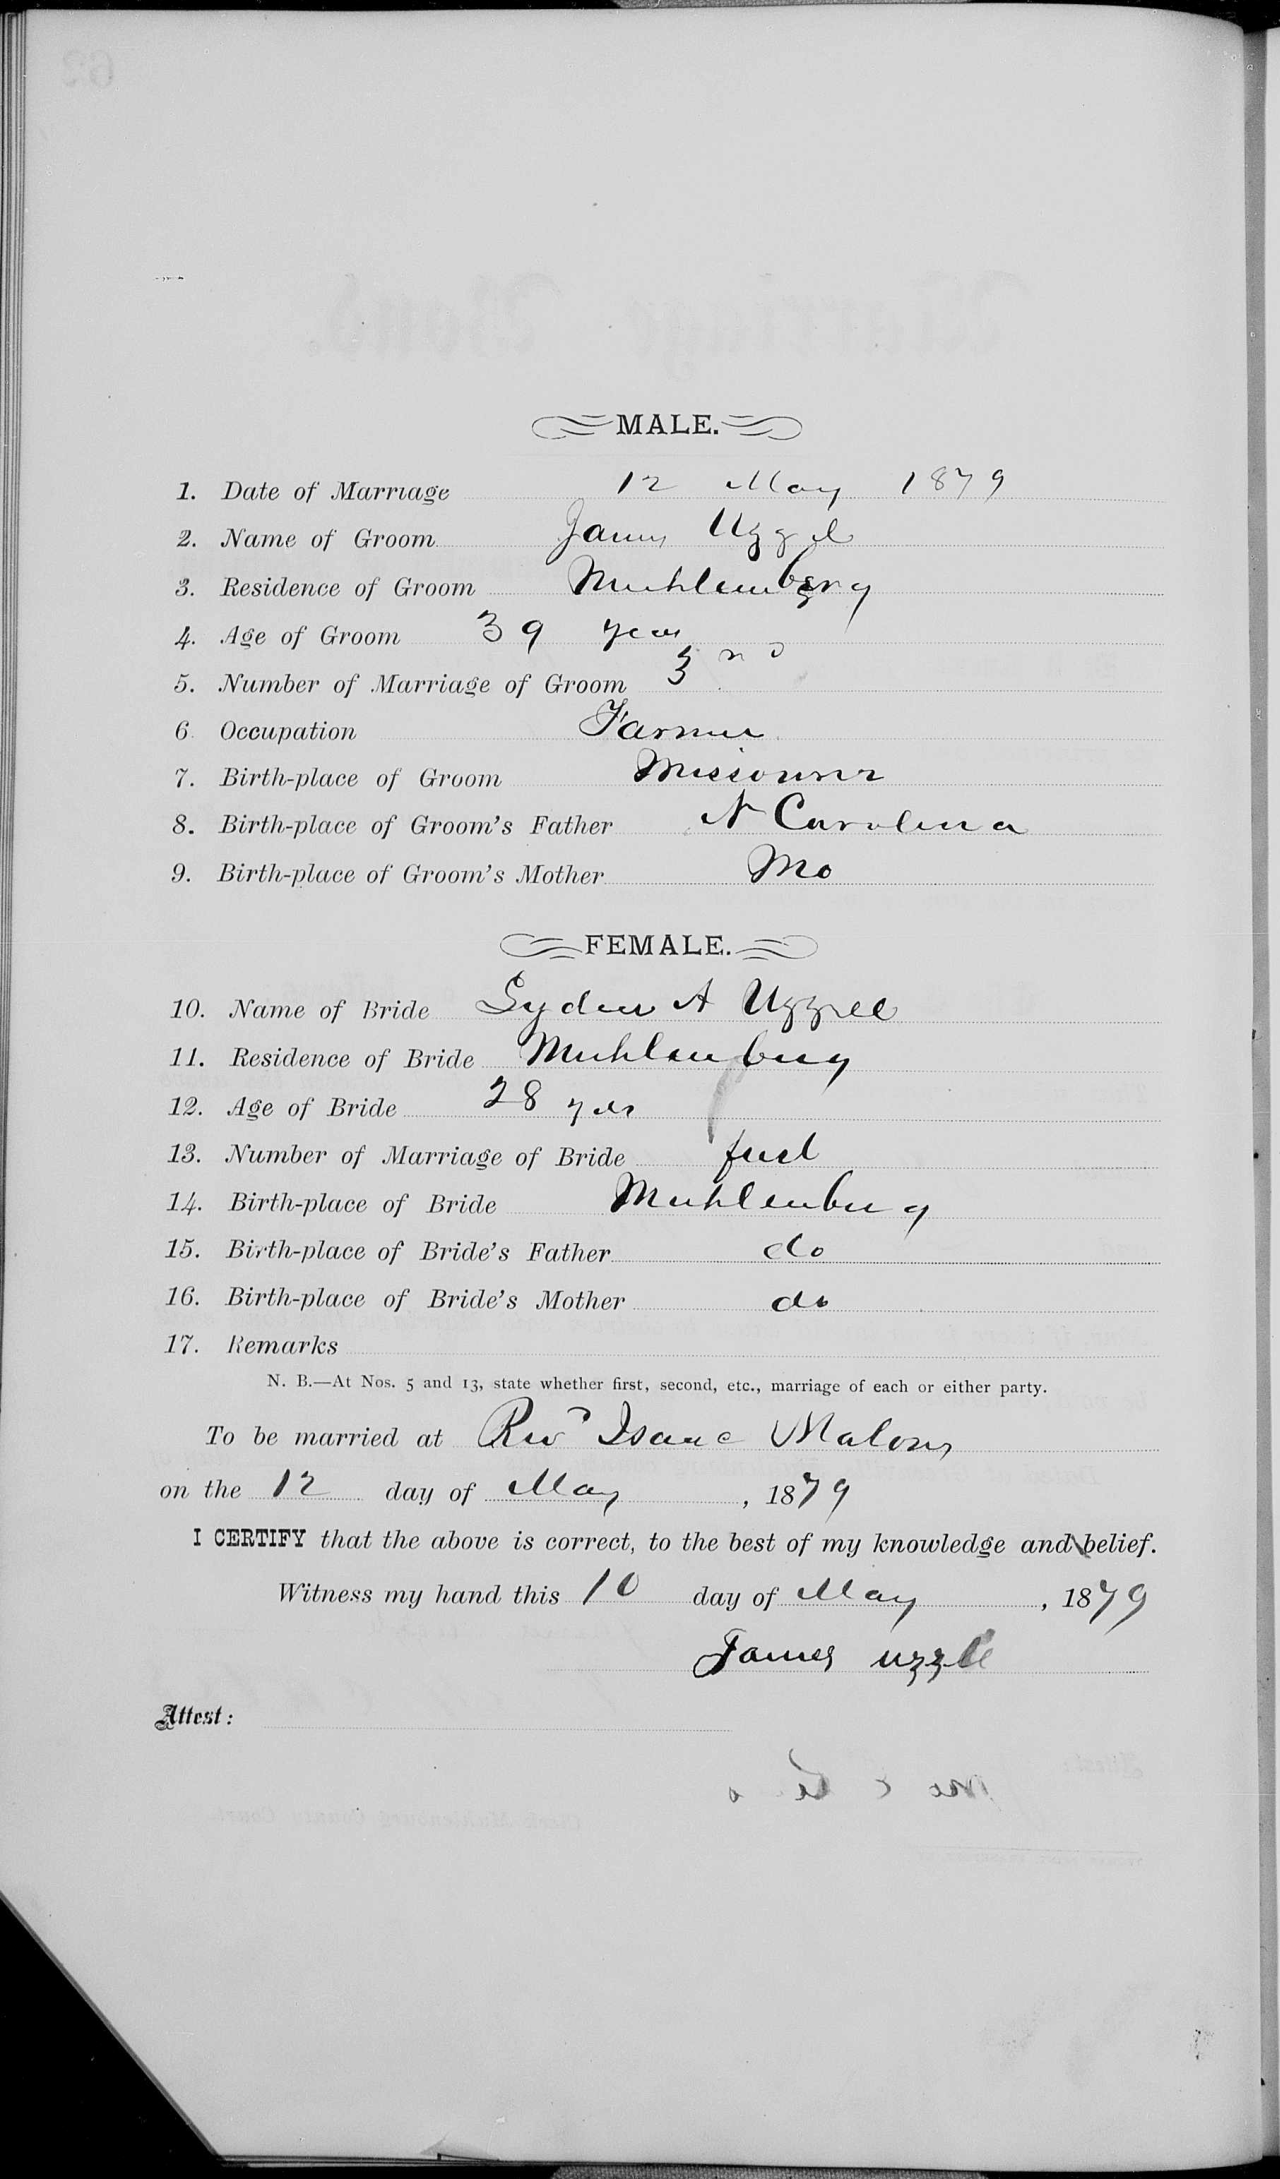 MALE.
1. Date of Marriage 12 May 1879
2. Name of Groom James Uzzel
3. Residence of Groom Muhlenberg
4. Age of Groom 39 years
5. Number of Marriage of Groom 3nd
6 Occupation Farmer
7. Birth-place of Groom Missourer
8. Birth-place of Groom's Father N Carolina
9. Birth-place of Groom's Mother Mo
FEMALE.
10. Name of Bride A Uzzell
11. Residence of Bride Muhlenburg
12. Age of Bride 28 yers
13. Number of Marriage of Bride first
14. Birth-place of Bride Muhlenburg
15. Birth-place of Bride's Father do
16. Birth-place of Bride's Mother do
17. Remarks
N. B.—At Nos. 5 and 13, state whether first, second, etc., marriage of each or either party.
To be married at Revd Isaac Malony
on the 12 day of May, 1879
I CERTIFY that the above is correct, to the best of my knowledge and belief.
Witness my hand this 10 day of May, 1879
James uzzle
Attest: